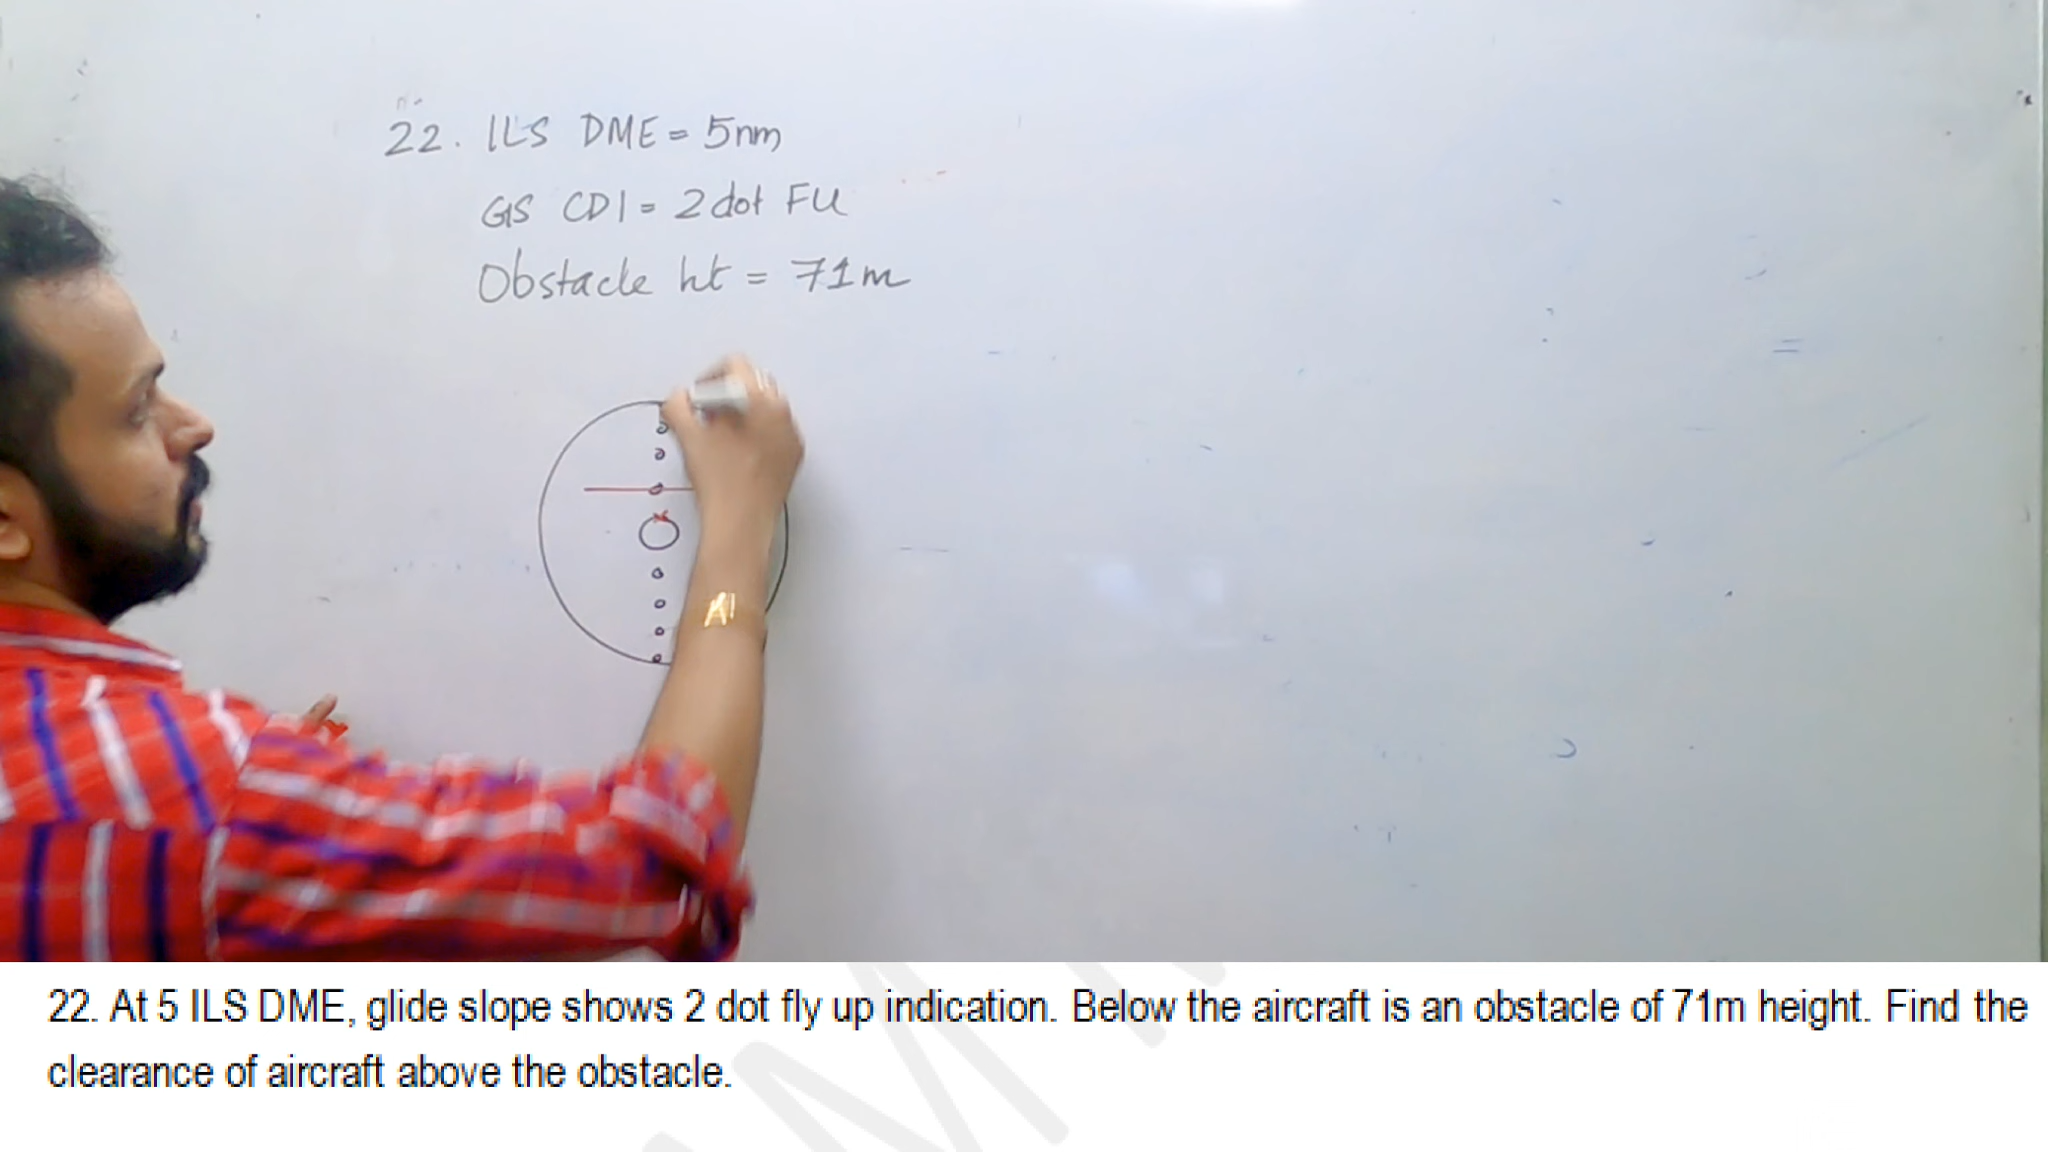 22. ILS DME = 5nm
GS CDI = 2 dot FU
Obstacle ht = 71m
22. At 5 ILS DME, glide slope shows 2 dot fly up indication. Below the aircraft is an obstacle of 71m height. Find the
clearance of aircraft above the obstacle.